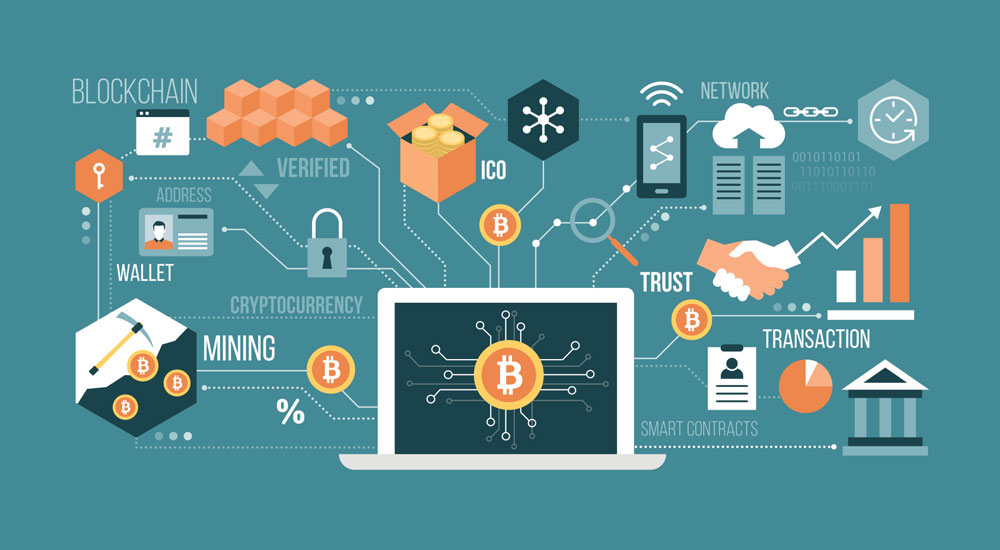 BLOCKCHAIN
#
VERIFIED
ICO
NETWORK
0010110101
11010110110
001110001101
ADDRESS
WALLET
TRUST
CRYPTOCURRENCY
MINING
TRANSACTION
%
SMART CONTRACTS